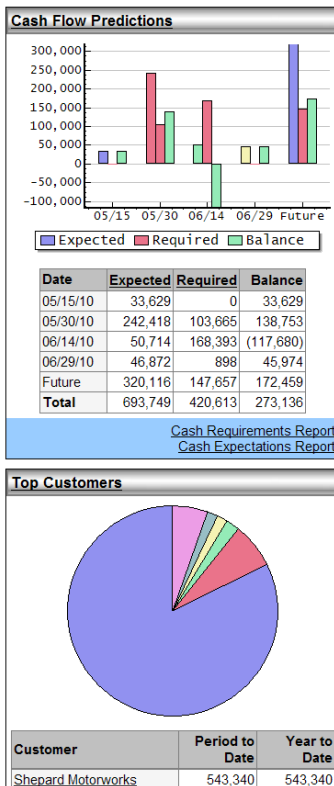 Cash Flow Predictions
300,000
250,000
200,000
150,000
100,000
50,000
0
-50,000
-100,000
05/15 05/30 06/14 06/29 Future
Expected Required Balance
Date Expected Required Balance
05/15/10 33,629 0 33,629
05/30/10 242,418 103,665 138,753
06/14/10 50,714 168,393 (117,680)
06/29/10 46,872 898 45,974
Future 320,116 147,657 172,459
Total 693,749 420,613 273,136
Cash Requirements Report
Cash Expectations Report
Top Customers
Customer Period to Date Year to Date
Shepard Motorworks 543,340 543,340